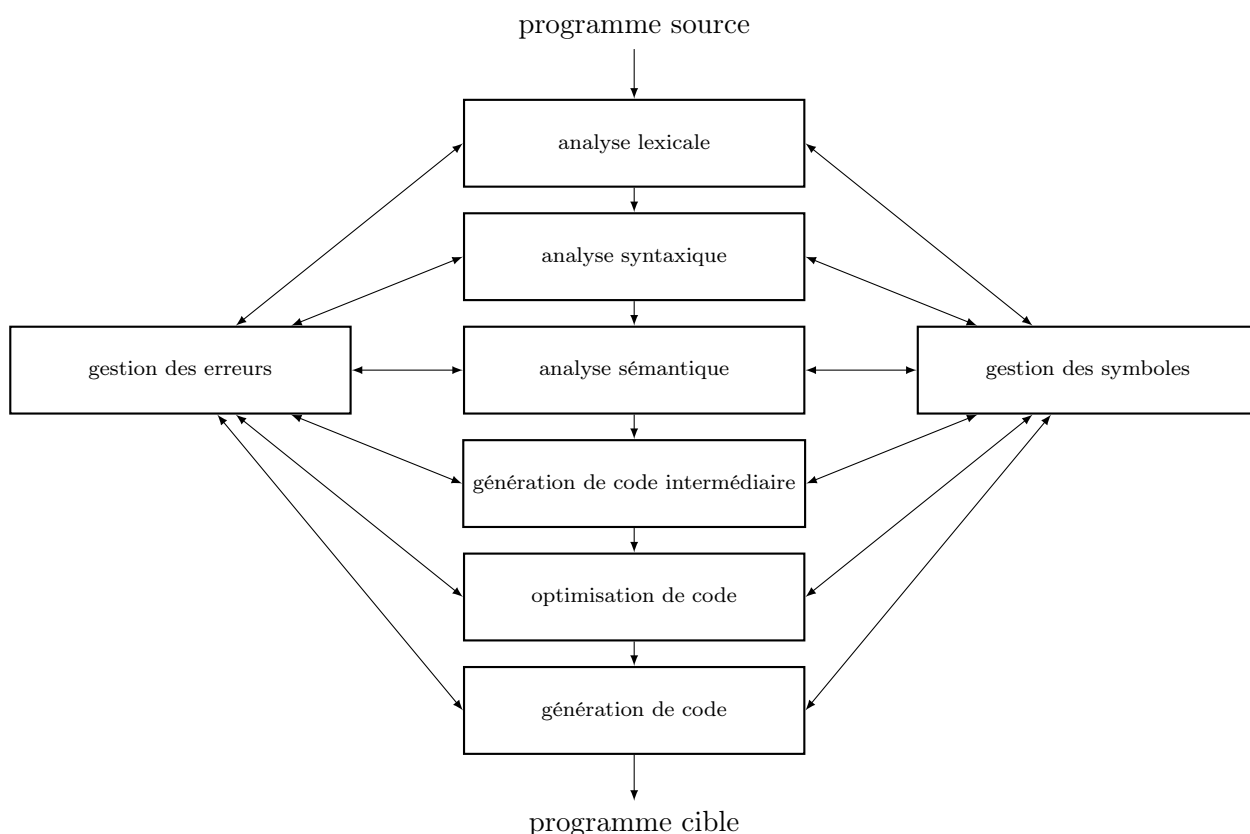 programme source
analyse lexicale
analyse syntaxique
gestion des erreurs
analyse sémantique
gestion des symboles
génération de code intermédiaire
optimisation de code
génération de code
programme cible